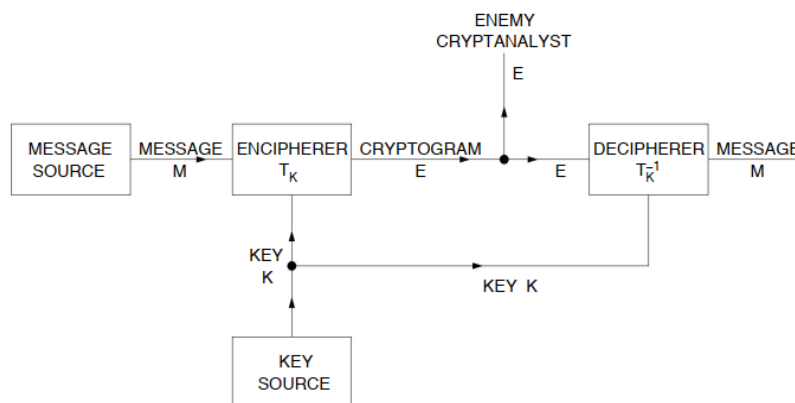 ENEMY
CRYPTANALYST
E
MESSAGE
SOURCE
MESSAGE
M
ENCIPHERER
T_K
CRYPTOGRAM
E
E
DECIPHERER
T_K^-1
MESSAGE
M
KEY
K
KEY K
KEY
SOURCE